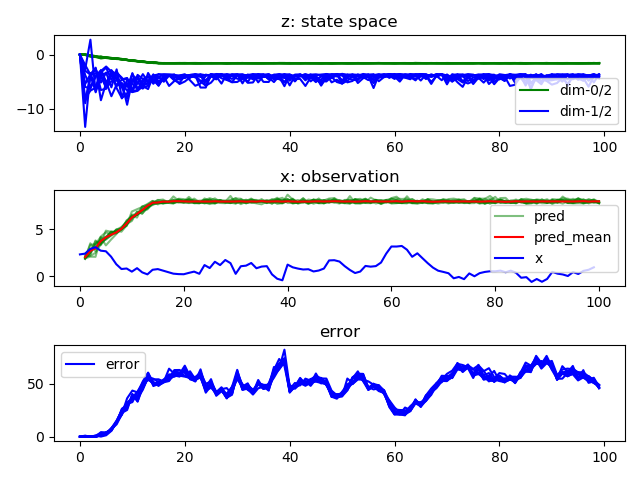 z: state space
0
−10
dim-0/2
dim-1/2
0 20 40 60 80 100
x: observation
5
0
pred
pred_mean
x
0 20 40 60 80 100
error
50
0
error
0 20 40 60 80 100